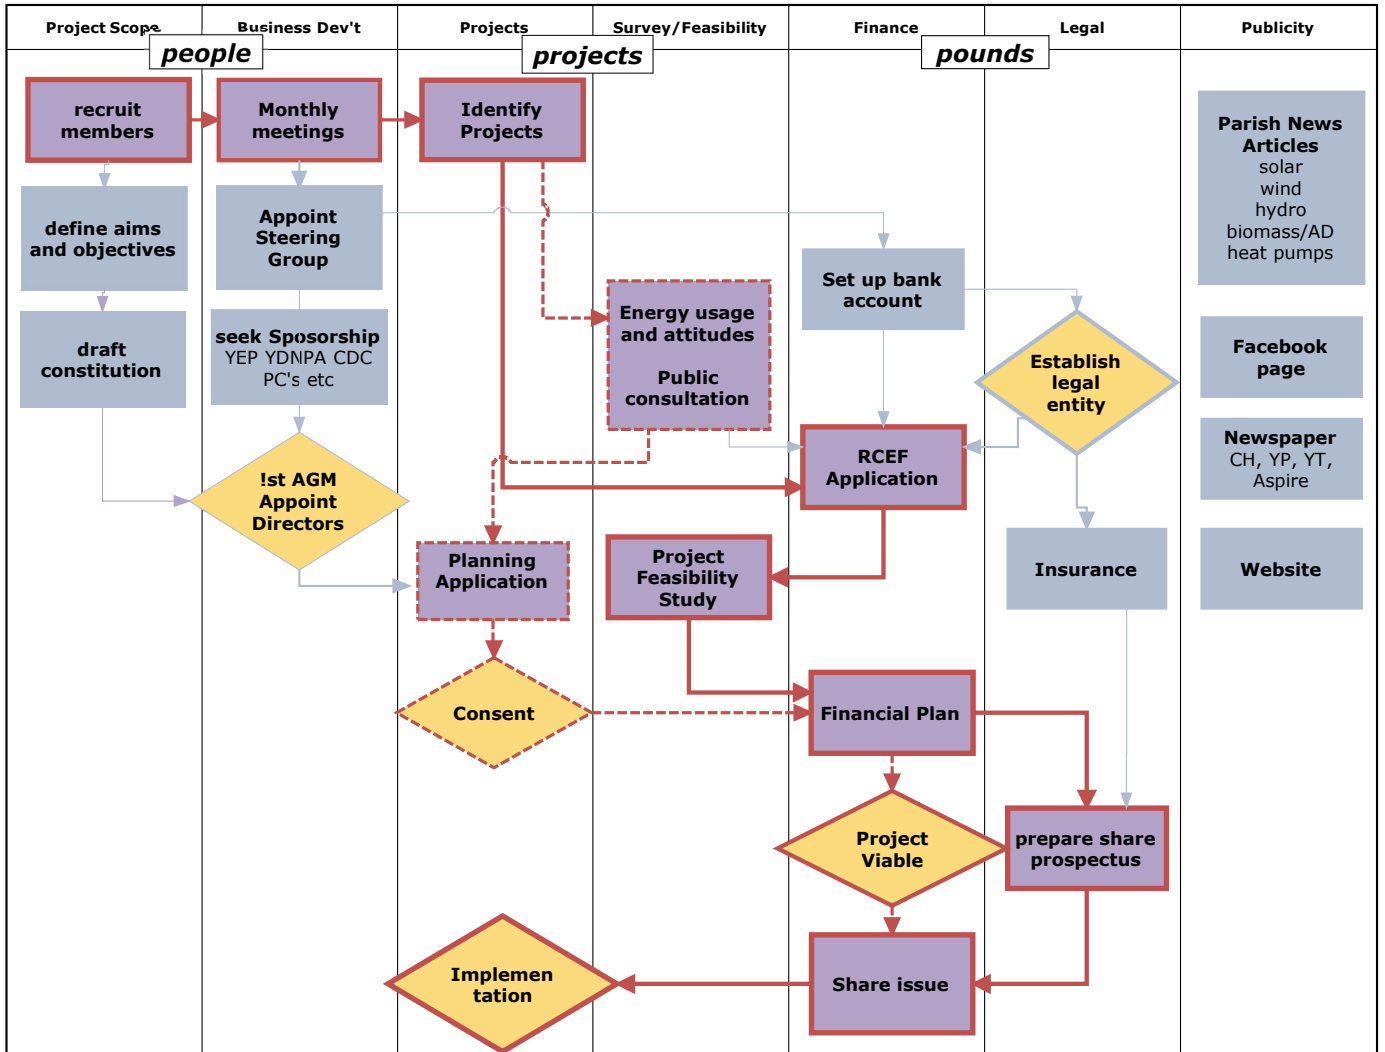 Project Scope
Business Dev't
Projects
Survey/Feasibility
Finance
Legal
Publicity
people
projects
pounds
recruit
members
Monthly
meetings
Identify
Projects
Parish News
Articles
solar
wind
hydro
biomass/AD
heat pumps
define aims
and objectives
Appoint
Steering
Group
Set up bank
account
Energy usage
and attitudes
Public
consultation
seek Sposorship
YEP YDNPA CDC
PC's etc
draft
constitution
Establish
legal
entity
Facebook
page
Newspaper
CH, YP, YT,
Aspire
RCEF
Application
!st AGM
Appoint
Directors
Planning
Application
Project
Feasibility
Study
Insurance
Website
Consent
Financial Plan
Project
Viable
prepare share
prospectus
Implemen
tation
Share issue